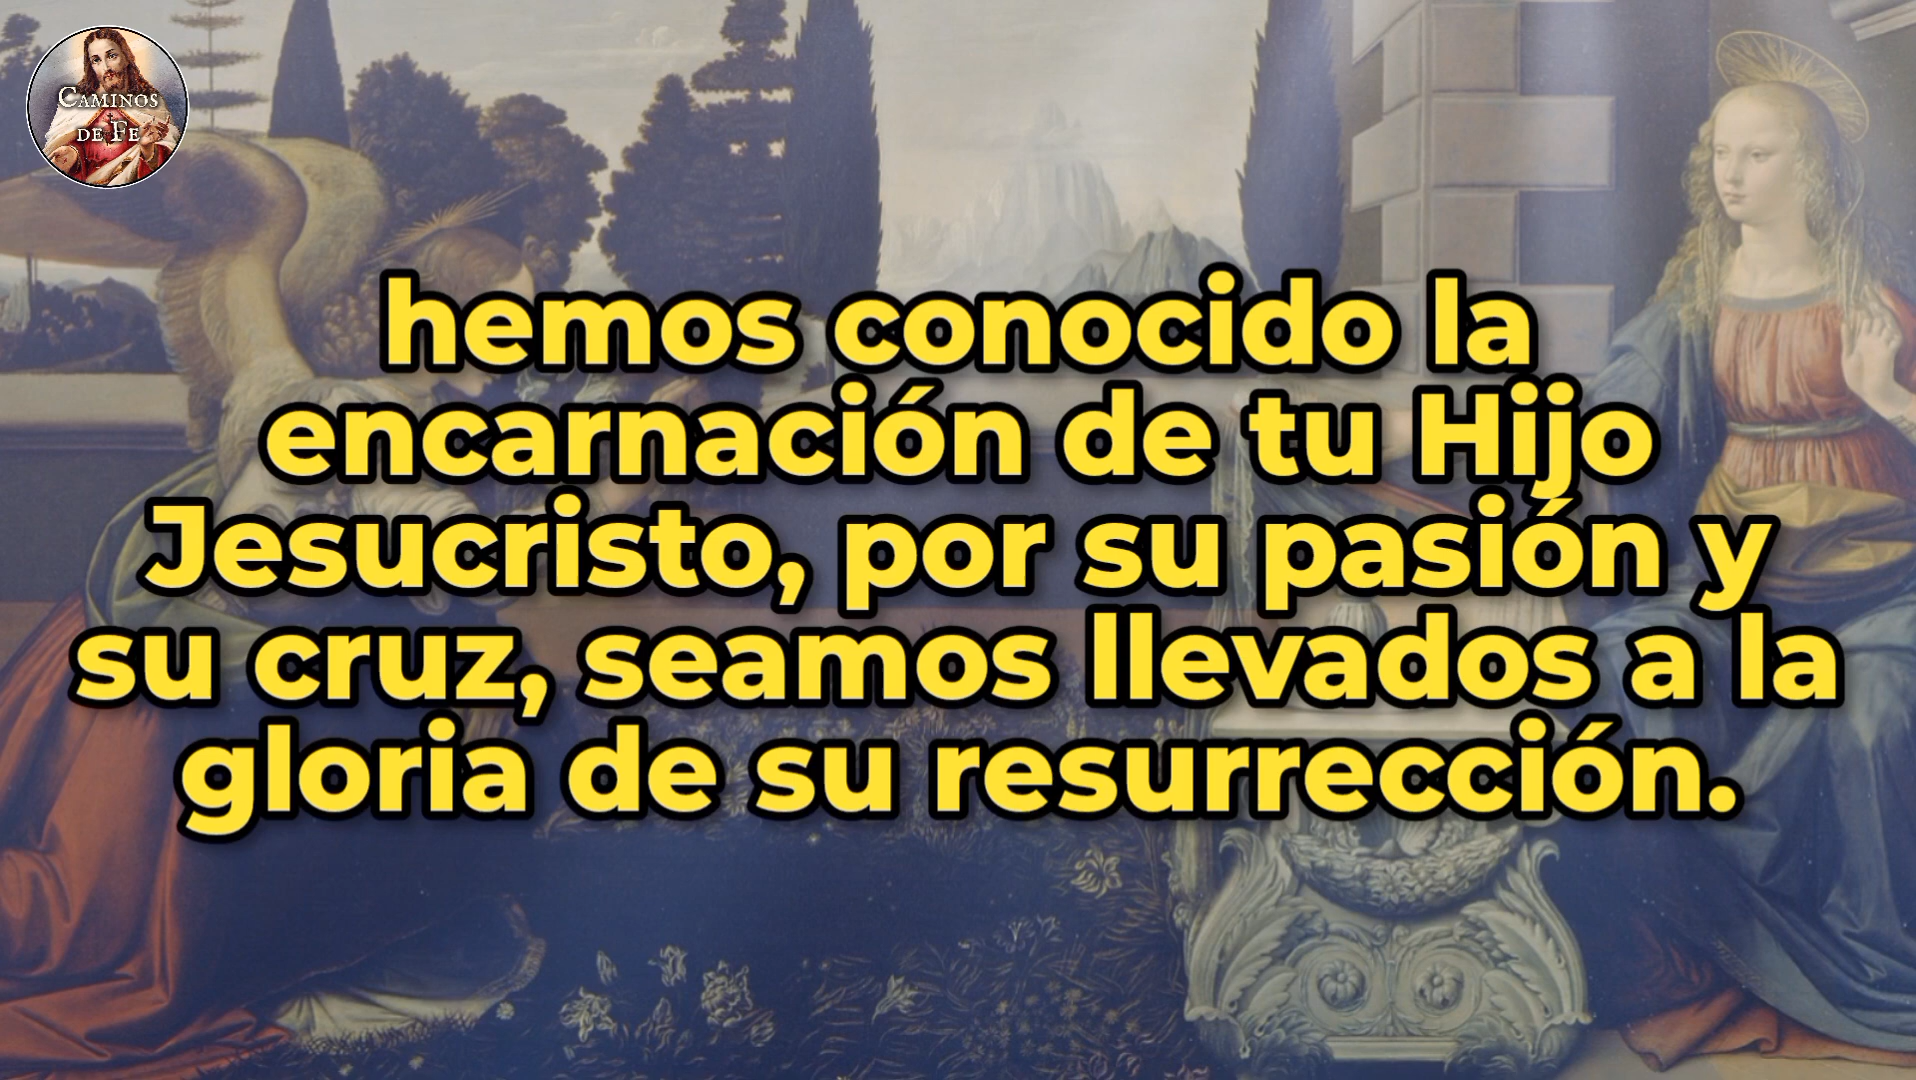 CAMINOS
DE FE
hemos conocido la
encarnación de tu Hijo
Jesucristo, por su pasión y
su cruz, seamos llevados a la
gloria de su resurrección.